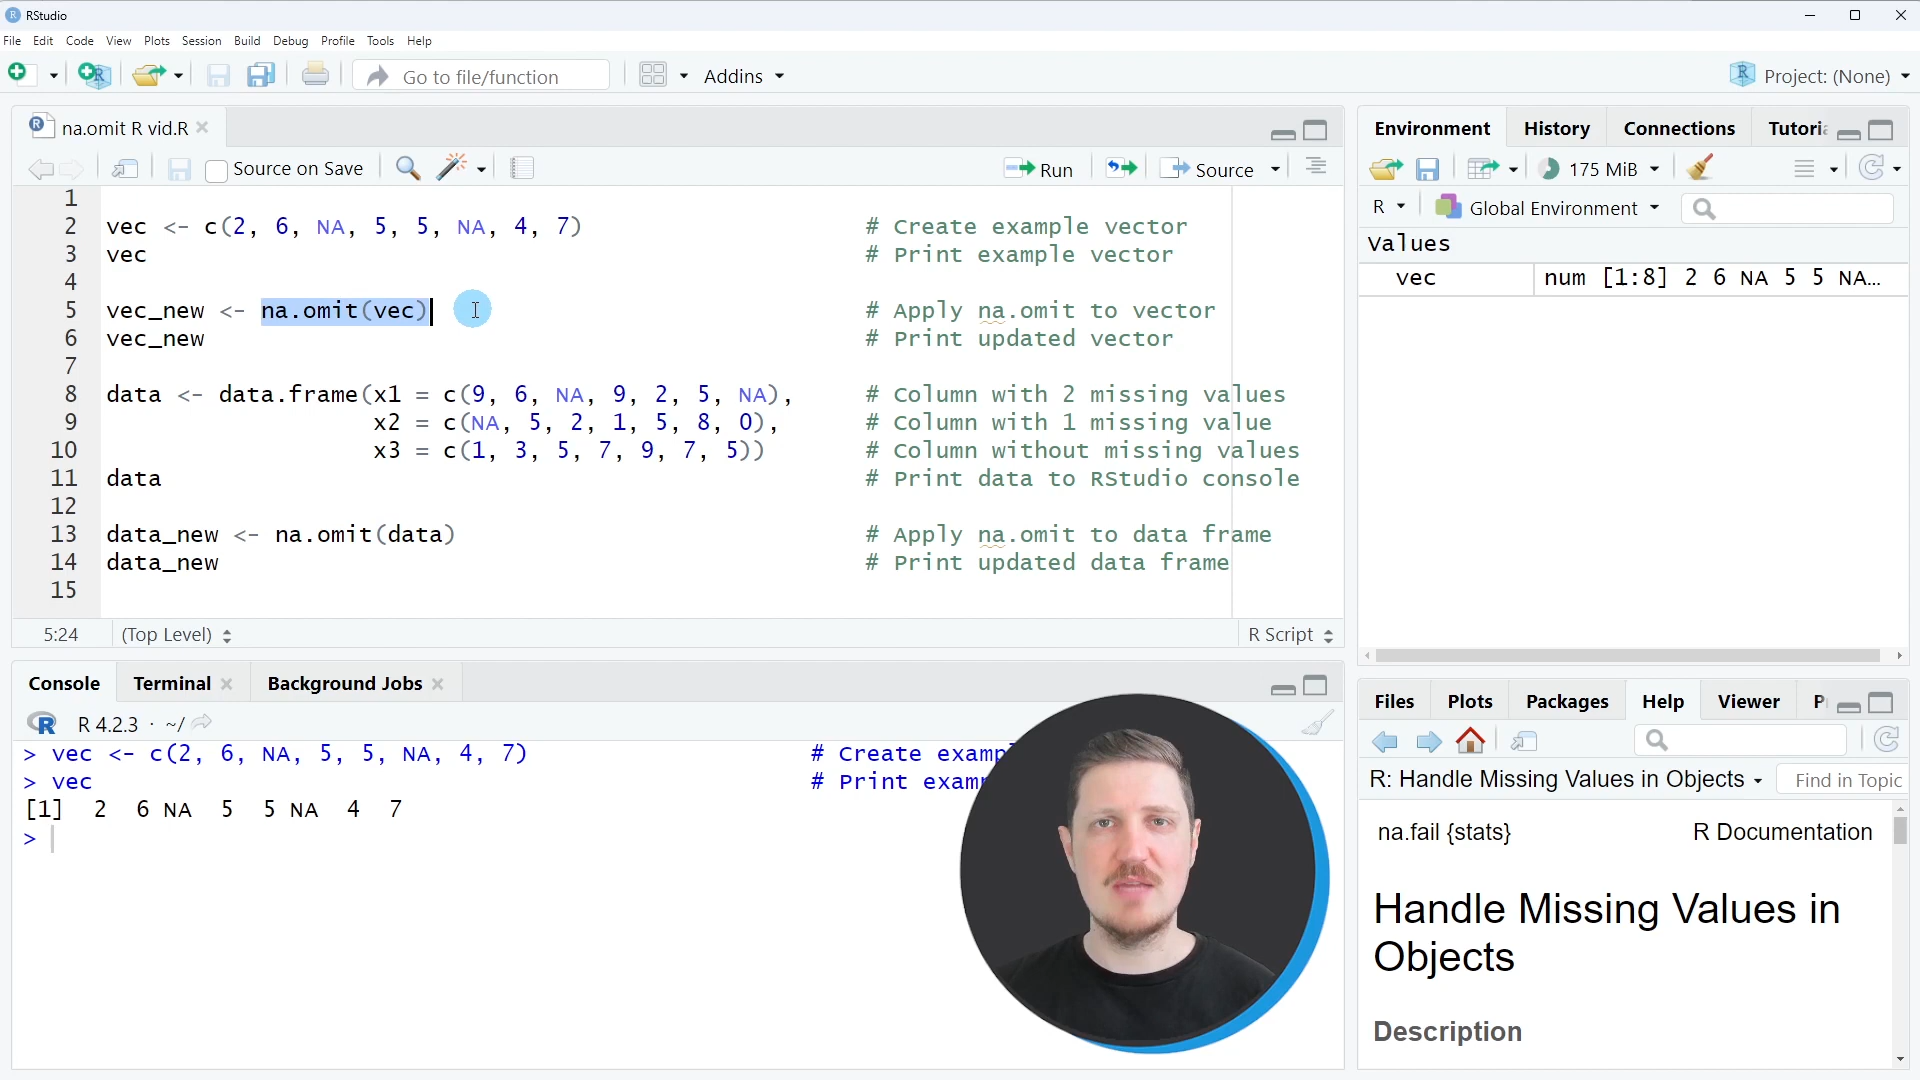 RStudio
File Edit Code View Plots Session Build Debug Profile Tools Help
Go to file/function Addins Project: (None)
na.omit R vid.R
Source on Save Run Source
1
2 vec <- c(2, 6, NA, 5, 5, NA, 4, 7) # Create example vector
3 vec # Print example vector
4
5 vec_new <- na.omit(vec) # Apply na.omit to vector
6 vec_new # Print updated vector
7
8 data <- data.frame(x1 = c(9, 6, NA, 9, 2, 5, NA), # Column with 2 missing values
9 x2 = c(NA, 5, 2, 1, 5, 8, 0), # Column with 1 missing value
10 x3 = c(1, 3, 5, 7, 9, 7, 5)) # Column without missing values
11 data # Print data to RStudio console
12
13 data_new <- na.omit(data) # Apply na.omit to data frame
14 data_new # Print updated data frame
15
5:24 (Top Level) R Script
Console Terminal Background Jobs
R R 4.2.3 · ~/
> vec <- c(2, 6, NA, 5, 5, NA, 4, 7) # Create examp
> vec # Print exam
[1] 2 6 NA 5 5 NA 4 7
>
Environment History Connections Tutori
175 MiB
R Global Environment
Values
vec num [1:8] 2 6 NA 5 5 NA...
Files Plots Packages Help Viewer P
R: Handle Missing Values in Objects Find in Topic
na.fail {stats} R Documentation
Handle Missing Values in
Objects
Description